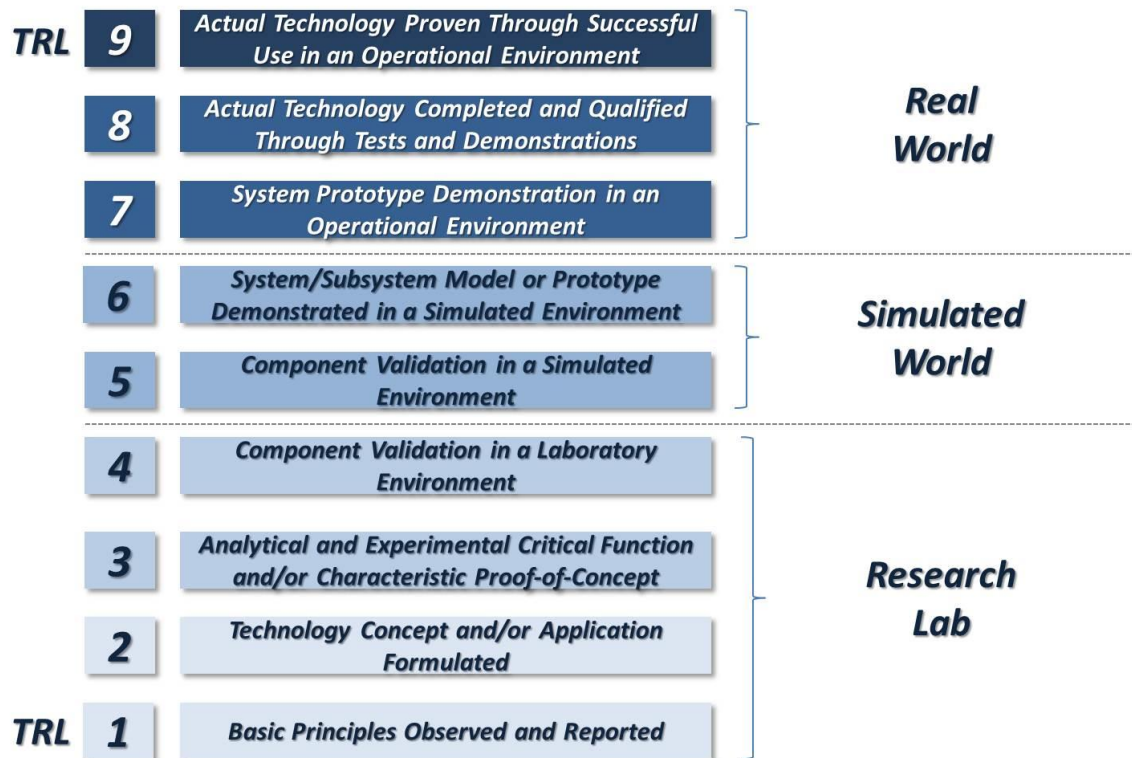 TRL 9 Actual Technology Proven Through Successful
Use in an Operational Environment
8 Actual Technology Completed and Qualified
Through Tests and Demonstrations
7 System Prototype Demonstration in an
Operational Environment
Real
World
6 System/Subsystem Model or Prototype
Demonstrated in a Simulated Environment
5 Component Validation in a Simulated
Environment
Simulated
World
4 Component Validation in a Laboratory
Environment
3 Analytical and Experimental Critical Function
and/or Characteristic Proof-of-Concept
2 Technology Concept and/or Application
Formulated
TRL 1 Basic Principles Observed and Reported
Research
Lab